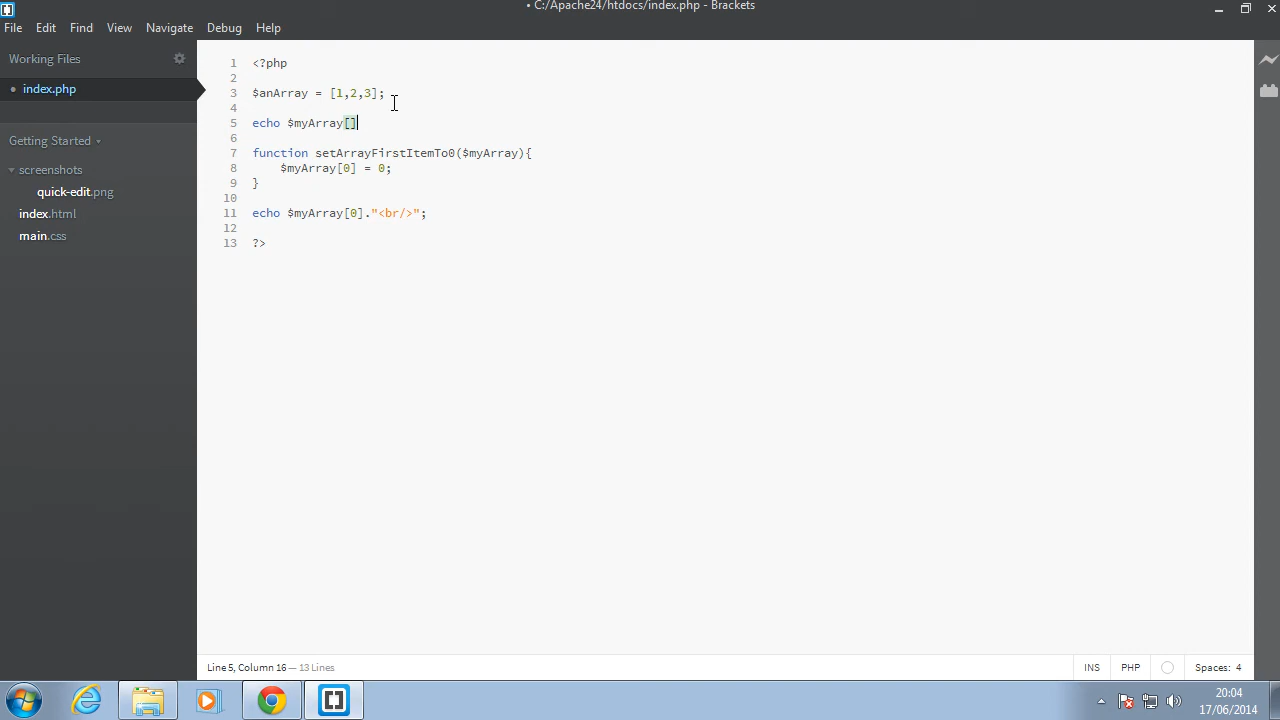 • C:/Apache24/htdocs/index.php - Brackets
File Edit Find View Navigate Debug Help
Working Files
• index.php
Getting Started
screenshots
quick-edit.png
index.html
main.css
1 <?php
2
3 $anArray = [1,2,3];
4
5 echo $myArray[]
6
7 function setArrayFirstItemTo0($myArray){
8     $myArray[0] = 0;
9 }
10
11 echo $myArray[0]."<br/>";
12
13 ?>
Line 5, Column 16 — 13 Lines
INS PHP Spaces: 4
20:04
17/06/2014